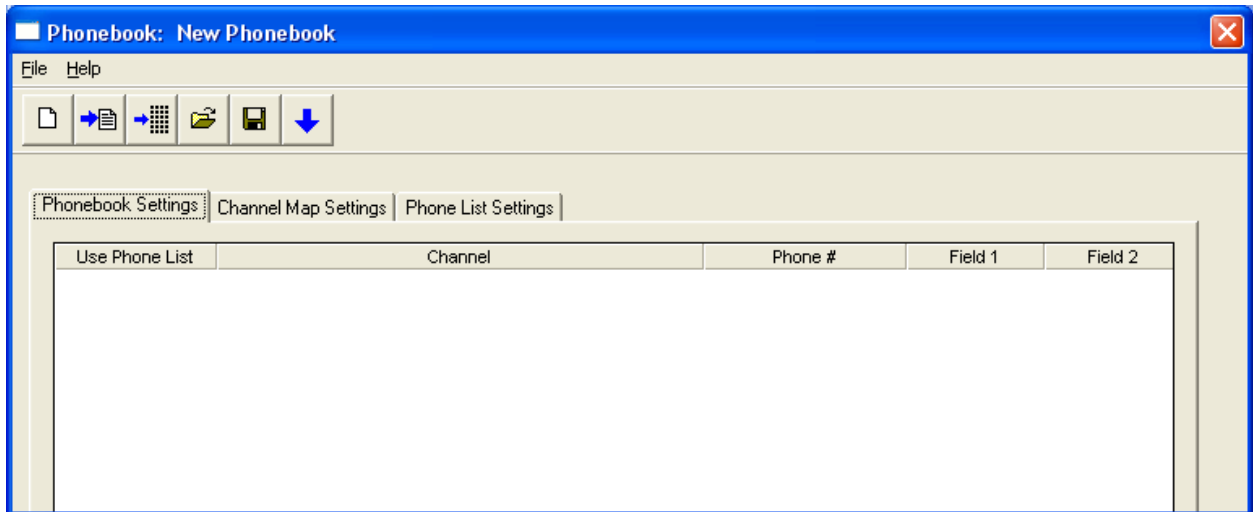 Phonebook:  New Phonebook
File Help
Phonebook Settings Channel Map Settings Phone List Settings
Use Phone List Channel Phone # Field 1 Field 2